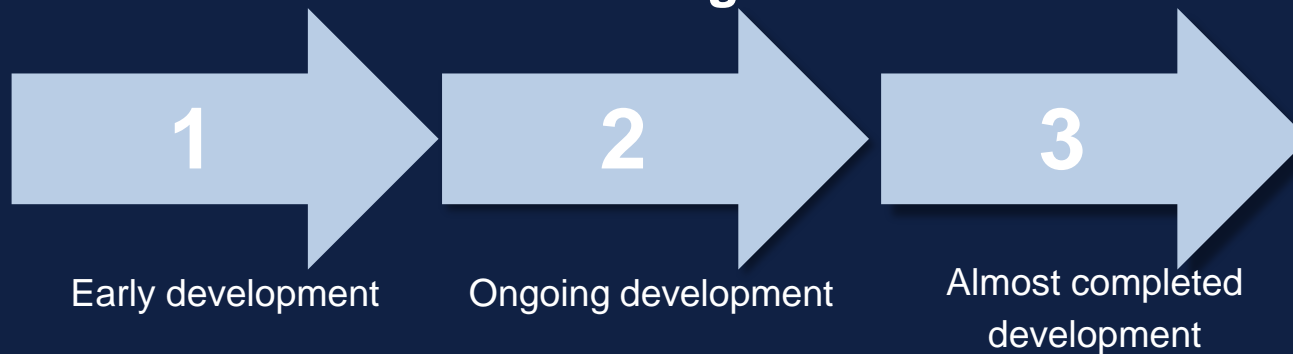 1
2
3
Early development
Ongoing development
Almost completed
development